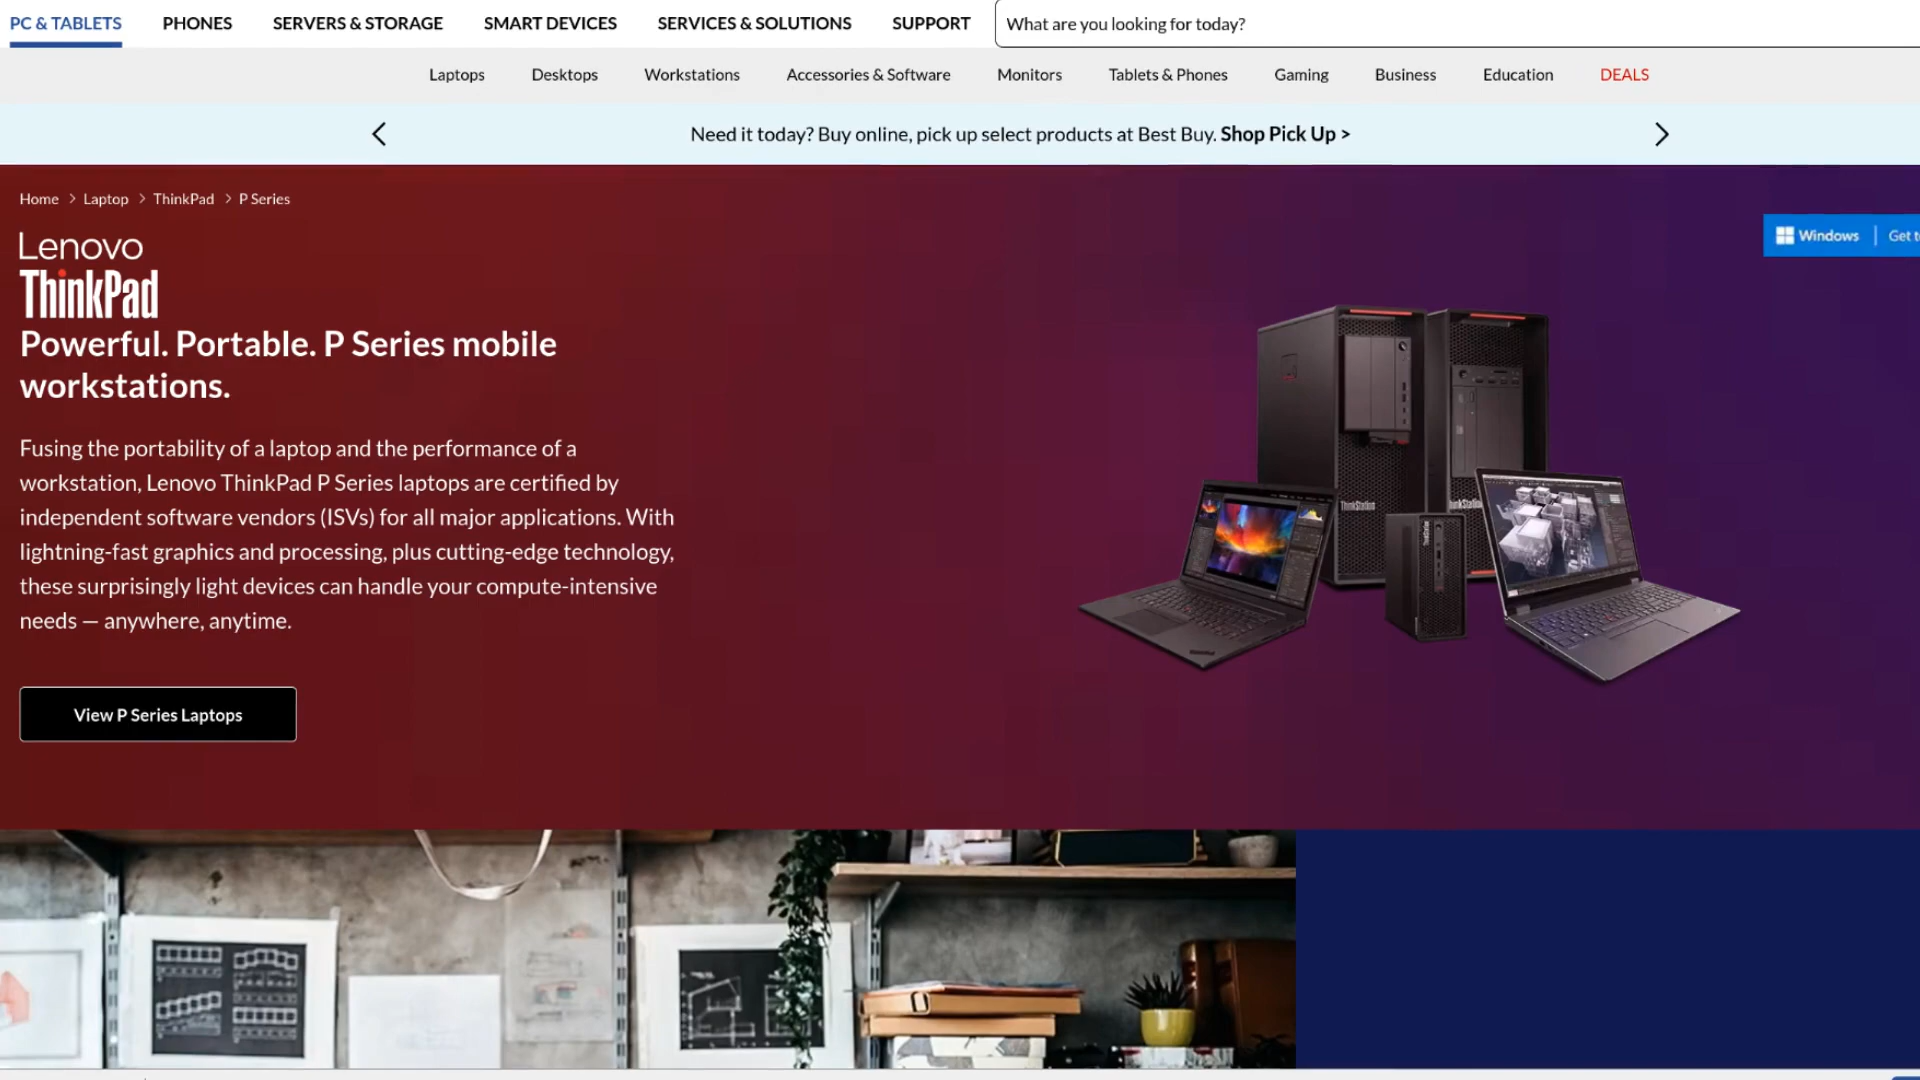 PC & TABLETS
PHONES
SERVERS & STORAGE
SMART DEVICES
SERVICES & SOLUTIONS
SUPPORT
What are you looking for today?
Laptops
Desktops
Workstations
Accessories & Software
Monitors
Tablets & Phones
Gaming
Business
Education
DEALS
Need it today? Buy online, pick up select products at Best Buy. Shop Pick Up >
Home > Laptop > ThinkPad > P Series
Lenovo
ThinkPad
Powerful. Portable. P Series mobile
workstations.
Windows | Get t
Fusing the portability of a laptop and the performance of a
workstation, Lenovo ThinkPad P Series laptops are certified by
independent software vendors (ISVs) for all major applications. With
lightning-fast graphics and processing, plus cutting-edge technology,
these surprisingly light devices can handle your compute-intensive
needs — anywhere, anytime.
ThinkStation
View P Series Laptops